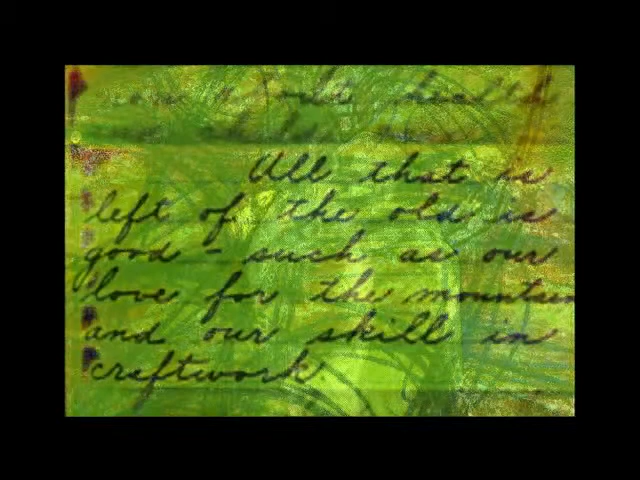 All that is
left of the old is
good - such as our
love for the mountain
and our skill in
craftwork.